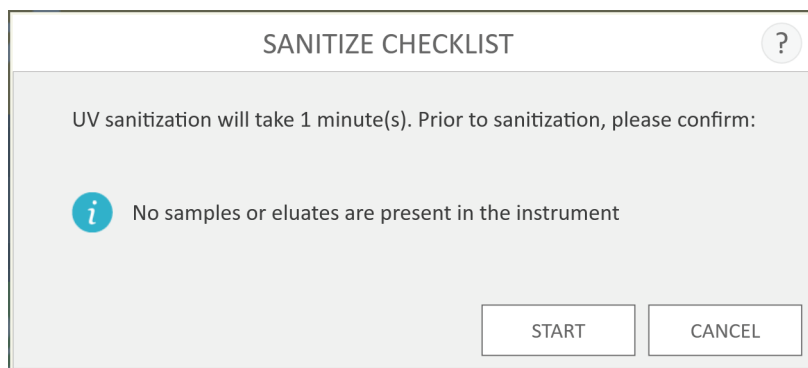 SANITIZE CHECKLIST
?
UV sanitization will take 1 minute(s). Prior to sanitization, please confirm:
i No samples or eluates are present in the instrument
START CANCEL